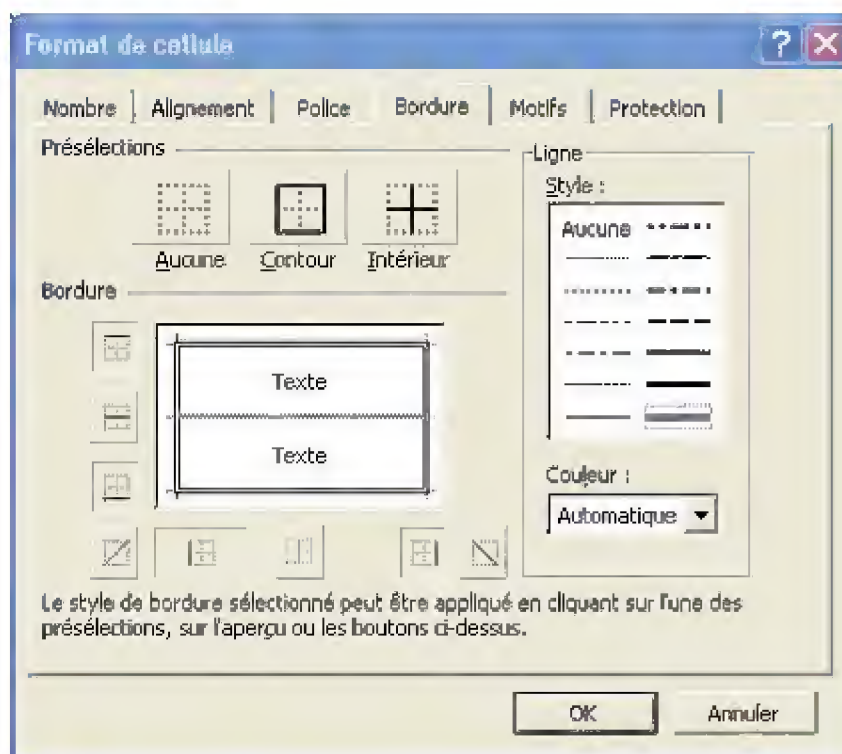 Format de cellule
Nombre Alignement Police Bordure Motifs Protection
Présélections
Aucune Contour Intérieur
Bordure
Texte
Texte
Ligne
Style :
Aucune
Couleur :
Automatique
Le style de bordure sélectionné peut être appliqué en cliquant sur l'une des
présélections, sur l'aperçu ou les boutons ci-dessus.
OK Annuler